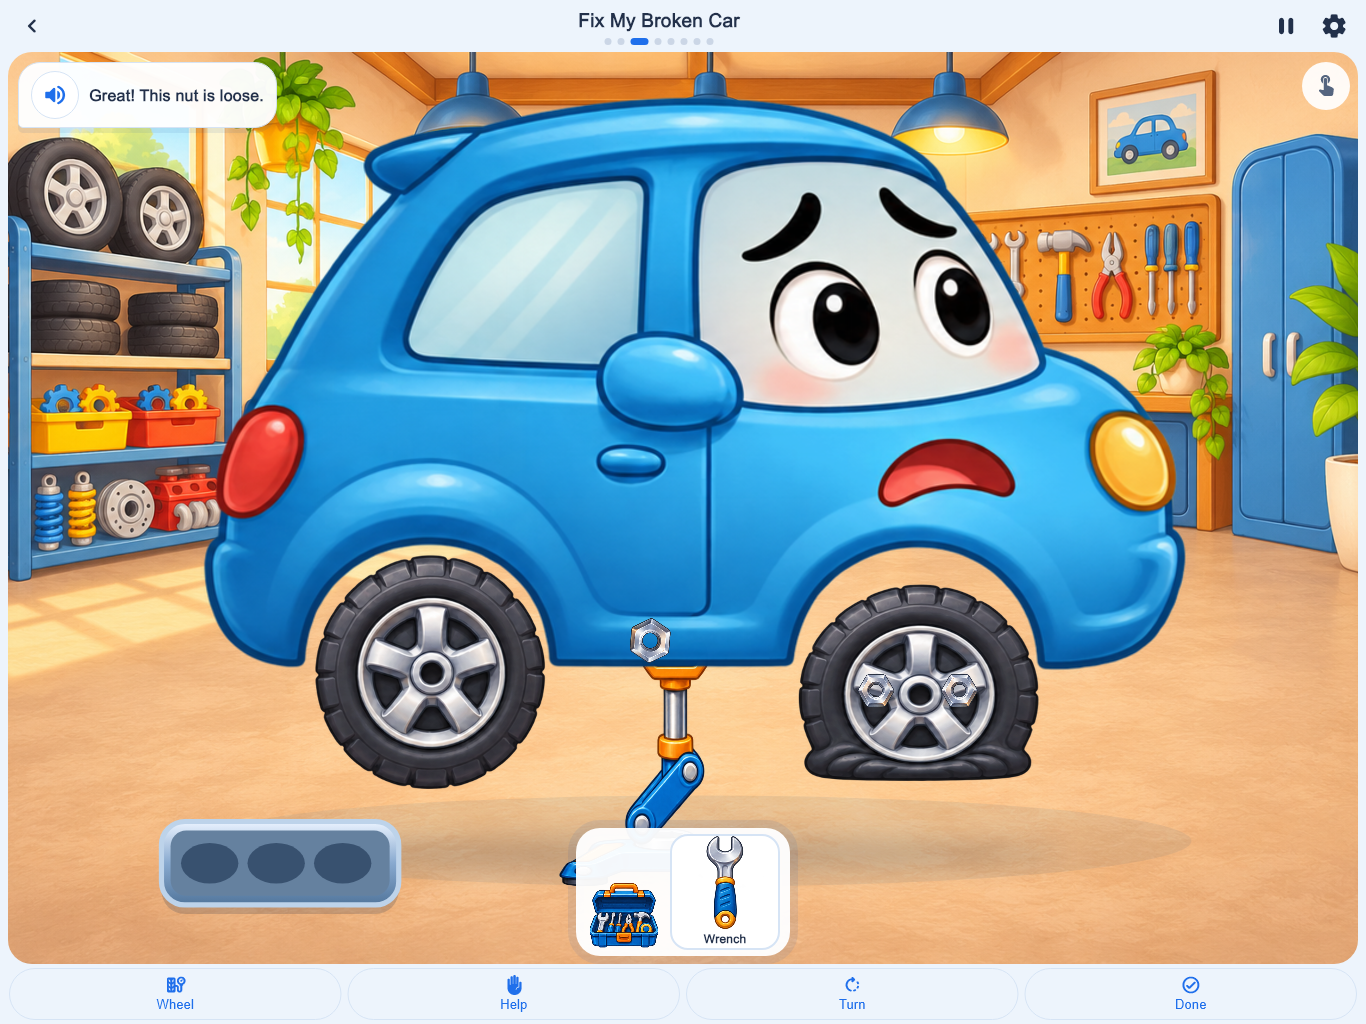 Fix My Broken Car
Great! This nut is loose.
Wrench
Wheel
Help
Turn
Done